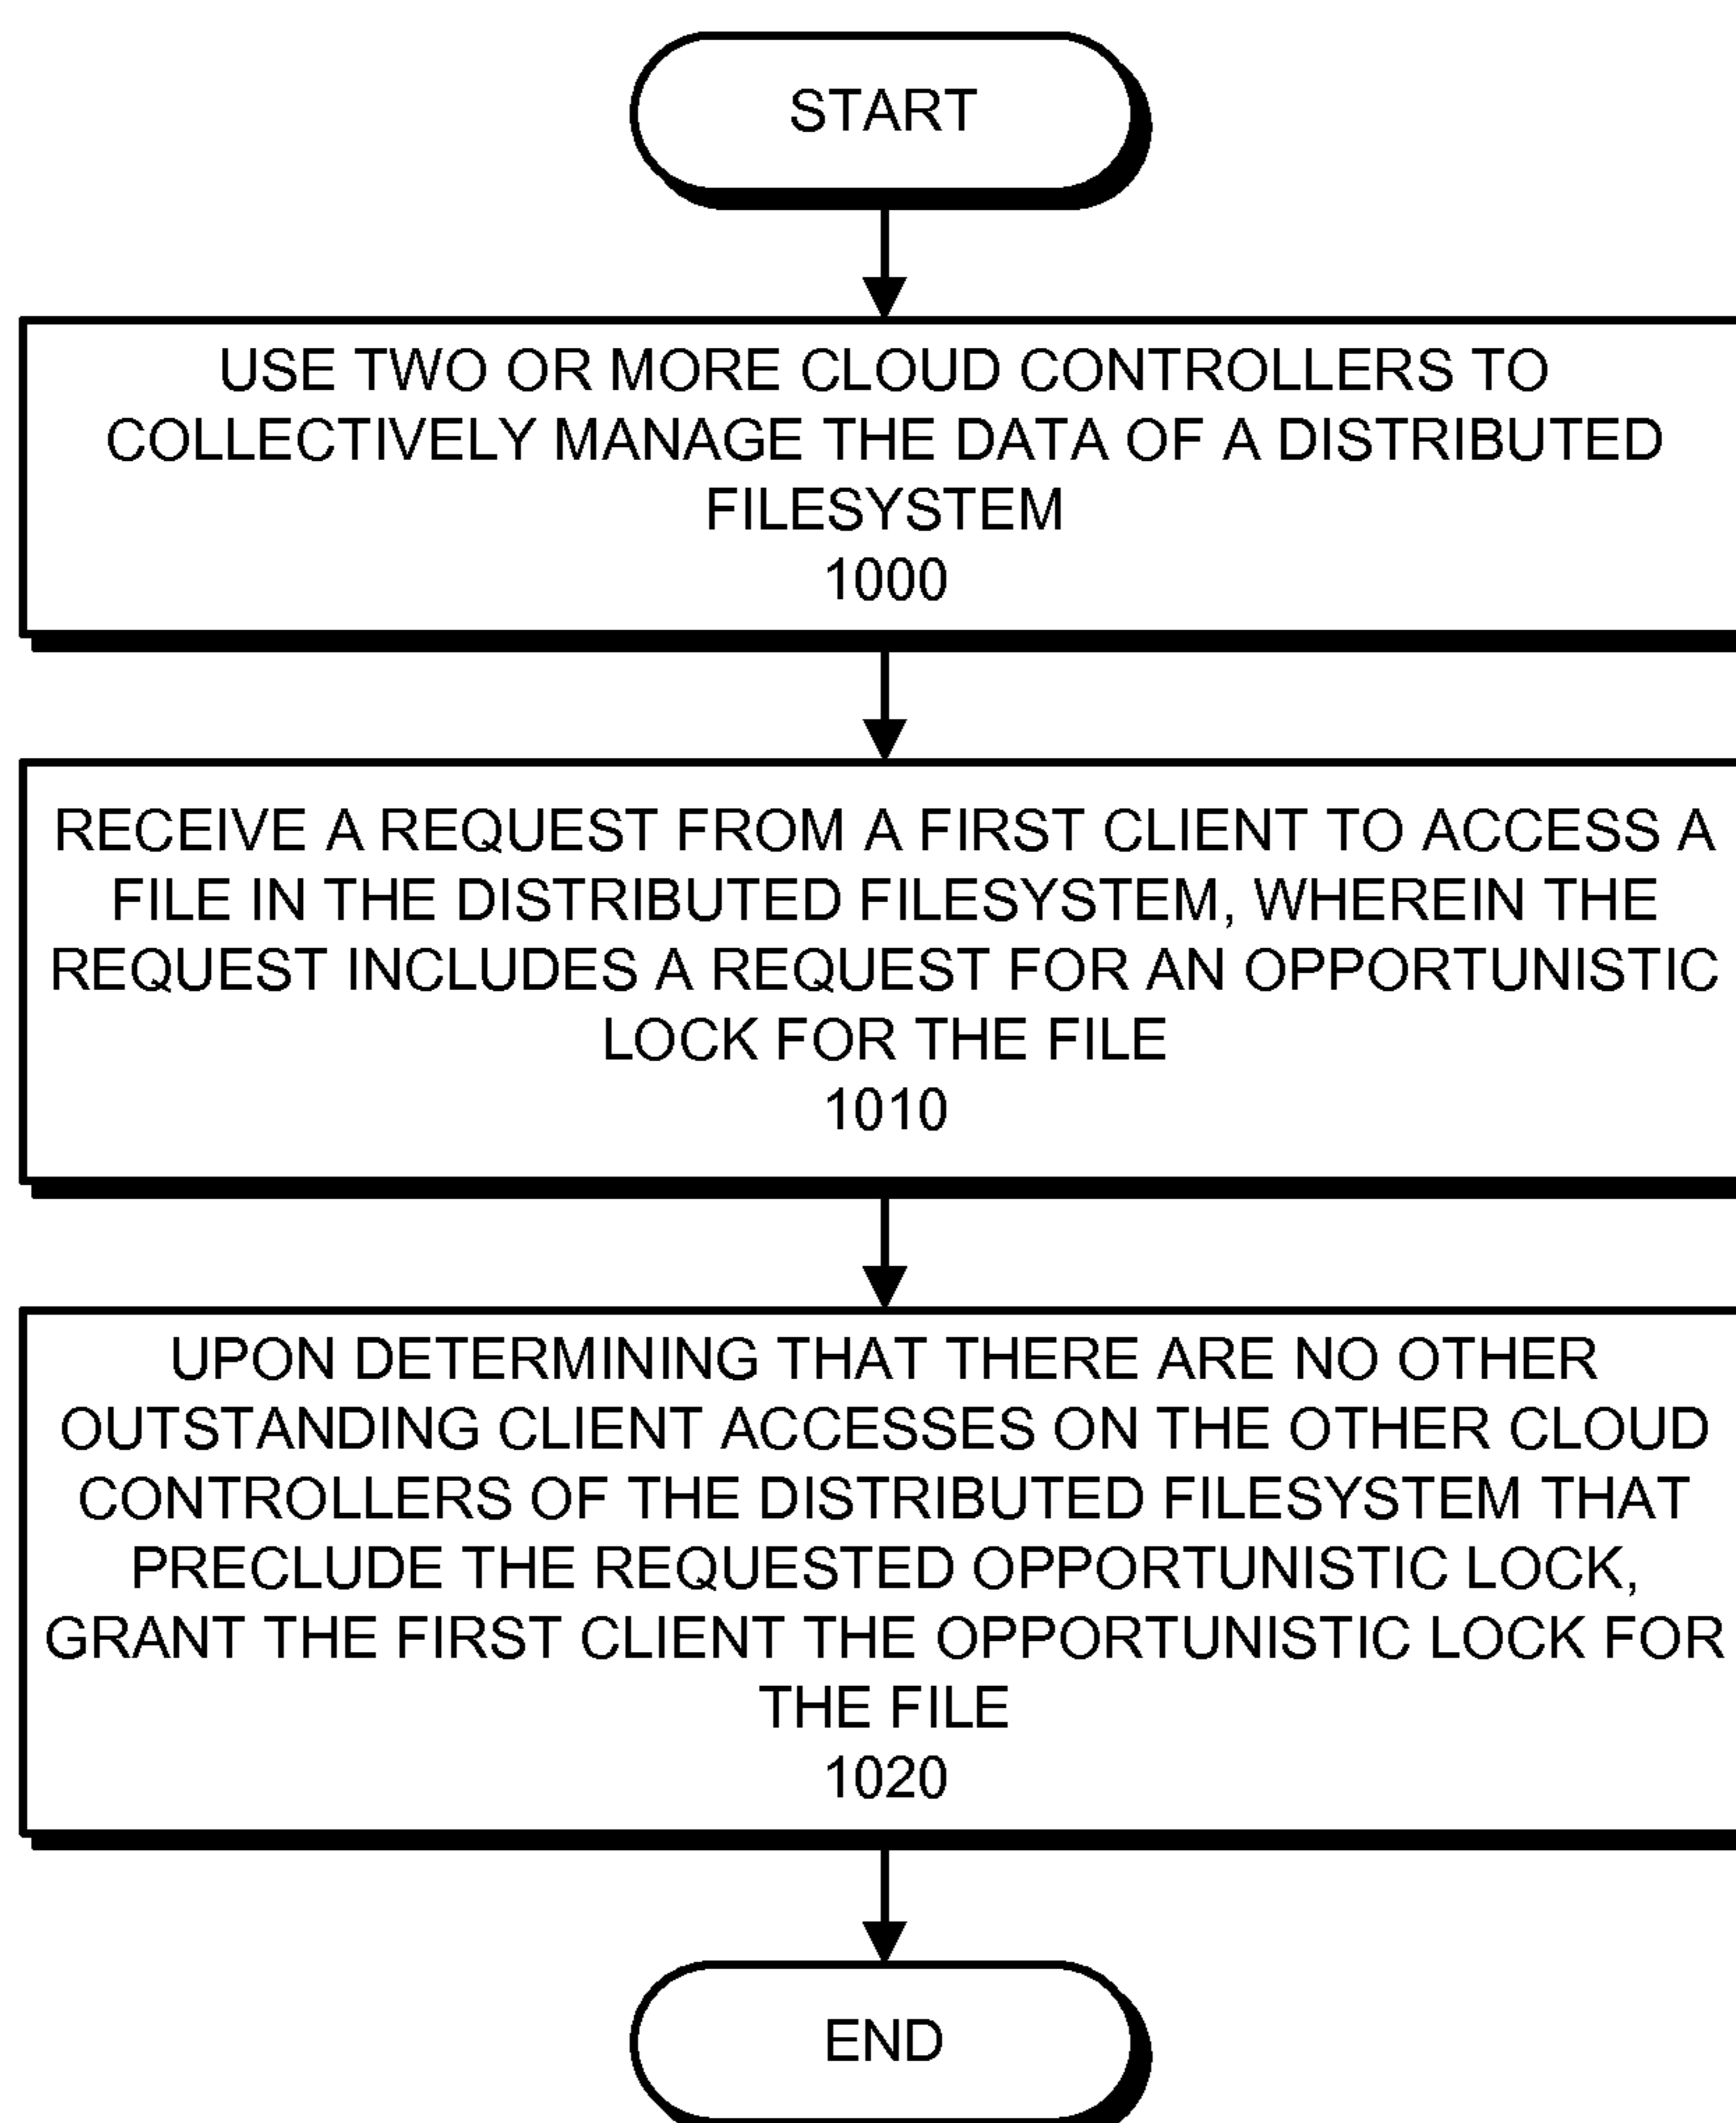 START
USE TWO OR MORE CLOUD CONTROLLERS TO
COLLECTIVELY MANAGE THE DATA OF A DISTRIBUTED
FILESYSTEM
1000
RECEIVE A REQUEST FROM A FIRST CLIENT TO ACCESS A
FILE IN THE DISTRIBUTED FILESYSTEM, WHEREIN THE
REQUEST INCLUDES A REQUEST FOR AN OPPORTUNISTIC
LOCK FOR THE FILE
1010
UPON DETERMINING THAT THERE ARE NO OTHER
OUTSTANDING CLIENT ACCESSES ON THE OTHER CLOUD
CONTROLLERS OF THE DISTRIBUTED FILESYSTEM THAT
PRECLUDE THE REQUESTED OPPORTUNISTIC LOCK,
GRANT THE FIRST CLIENT THE OPPORTUNISTIC LOCK FOR
THE FILE
1020
END